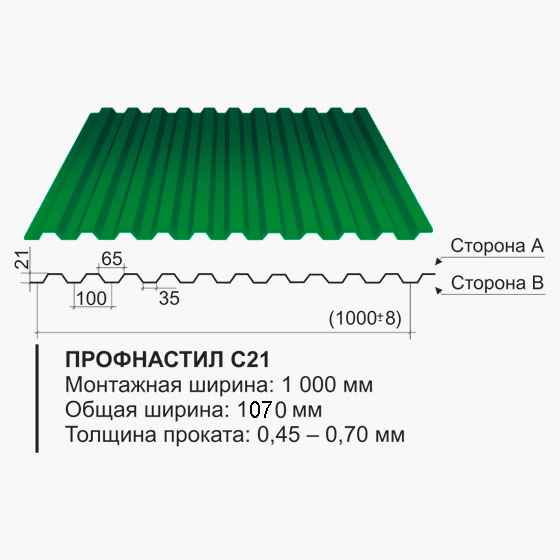 21
65
Сторона А
Сторона В
100
35
(1000±8)
ПРОФНАСТИЛ С21
Монтажная ширина: 1 000 мм
Общая ширина: 1070 мм
Толщина проката: 0,45 – 0,70 мм